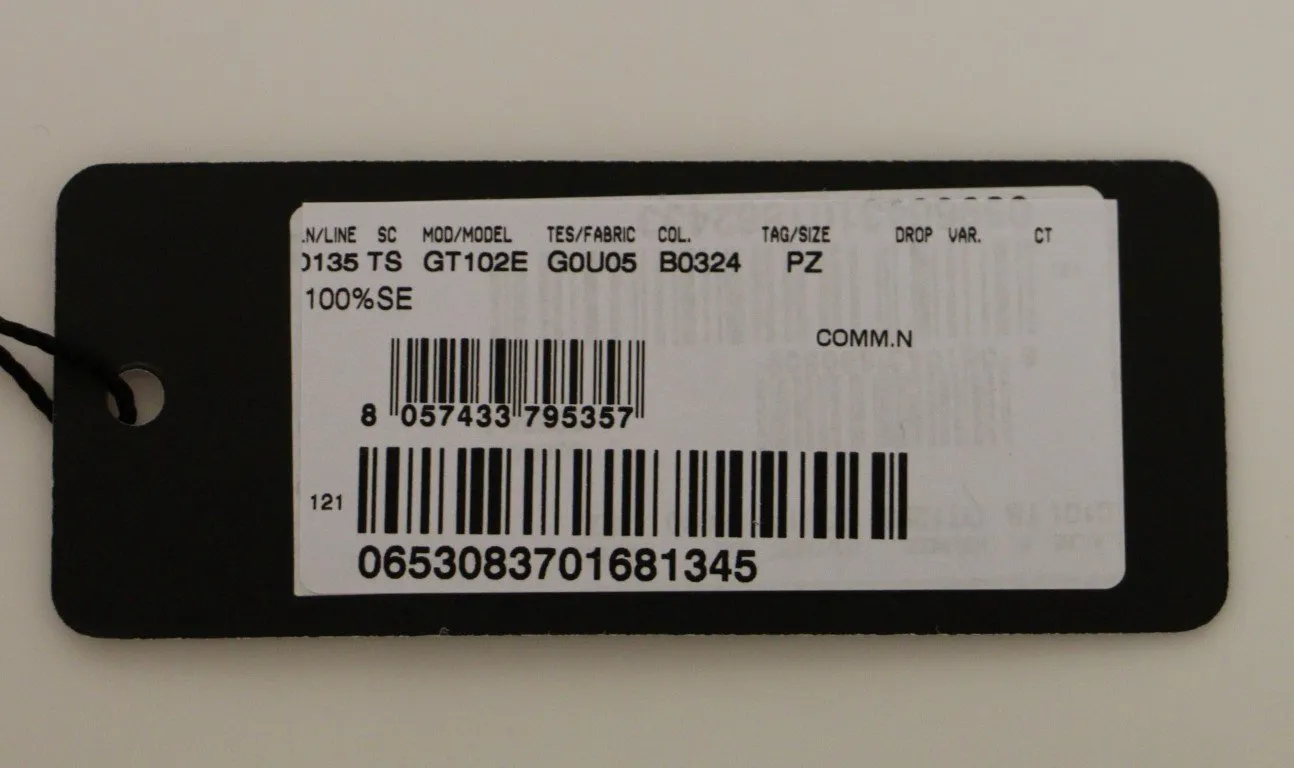 .N/LINE SC MOD/MODEL TES/FABRIC COL. TAG/SIZE DROP VAR. CT
0135 TS GT102E G0U05 B0324 PZ
100%SE
COMM.N
8 057433 795357
121
0653083701681345